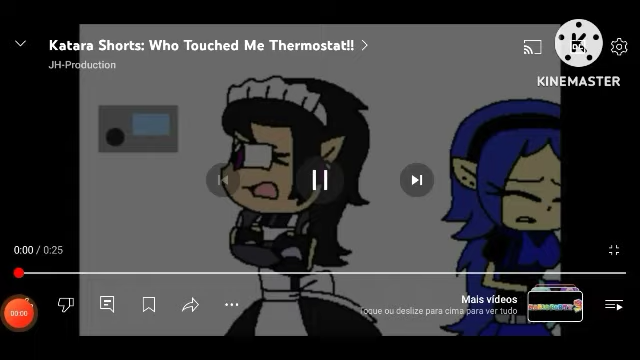 Katara Shorts: Who Touched Me Thermostat!!
JH-Production
KINEMASTER
0:00 / 0:25
00:00
Mais vídeos
Toque ou deslize para cima para ver tudo